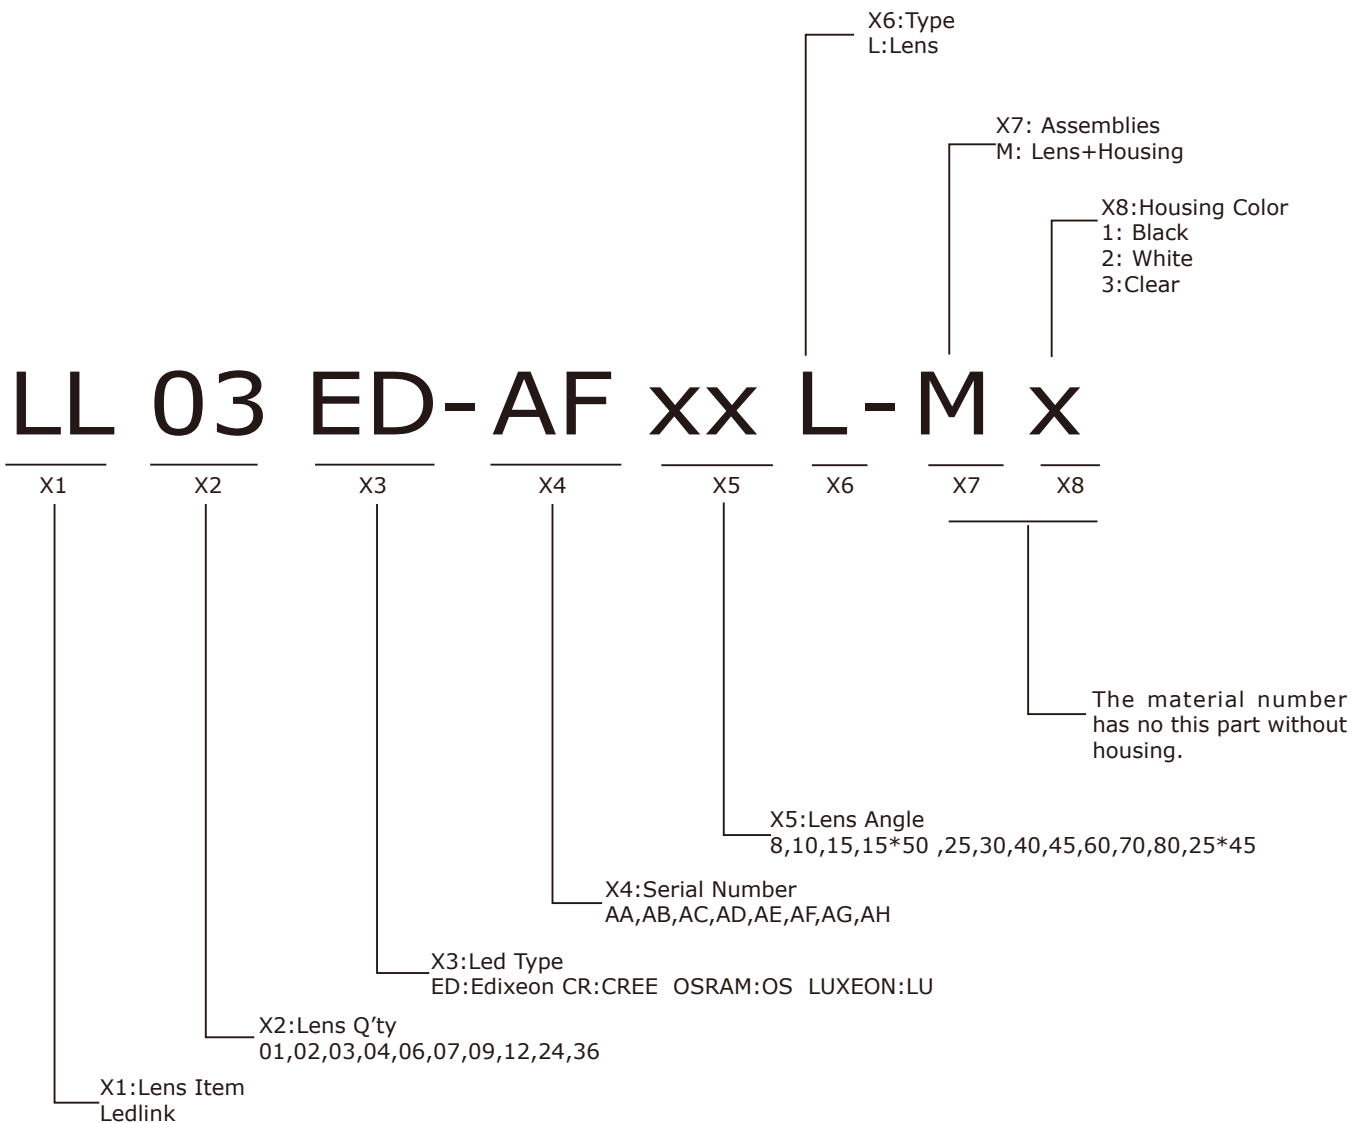 X6:Type
L:Lens
X7: Assemblies
M: Lens+Housing
X8:Housing Color
1: Black
2: White
3:Clear
LL 03 ED-AF xx L-M x
X1 X2 X3 X4 X5 X6 X7 X8
The material number
has no this part without
housing.
X5:Lens Angle
8,10,15,15*50 ,25,30,40,45,60,70,80,25*45
X4:Serial Number
AA,AB,AC,AD,AE,AF,AG,AH
X3:Led Type
ED:Edixeon CR:CREE OSRAM:OS LUXEON:LU
X2:Lens Q’ty
01,02,03,04,06,07,09,12,24,36
X1:Lens Item
Ledlink